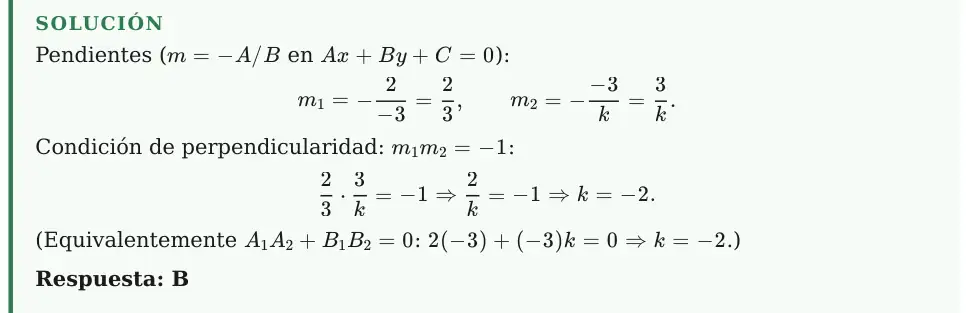 SOLUCIÓN
Pendientes (m = −A/B en Ax + By + C = 0):
m₁ = −2/−3 = 2/3, m₂ = −−3/k = 3/k.
Condición de perpendicularidad: m₁m₂ = −1:
2/3 · 3/k = −1 ⇒ 2/k = −1 ⇒ k = −2.
(Equivalentemente A₁A₂ + B₁B₂ = 0: 2(−3) + (−3)k = 0 ⇒ k = −2.)
Respuesta: B